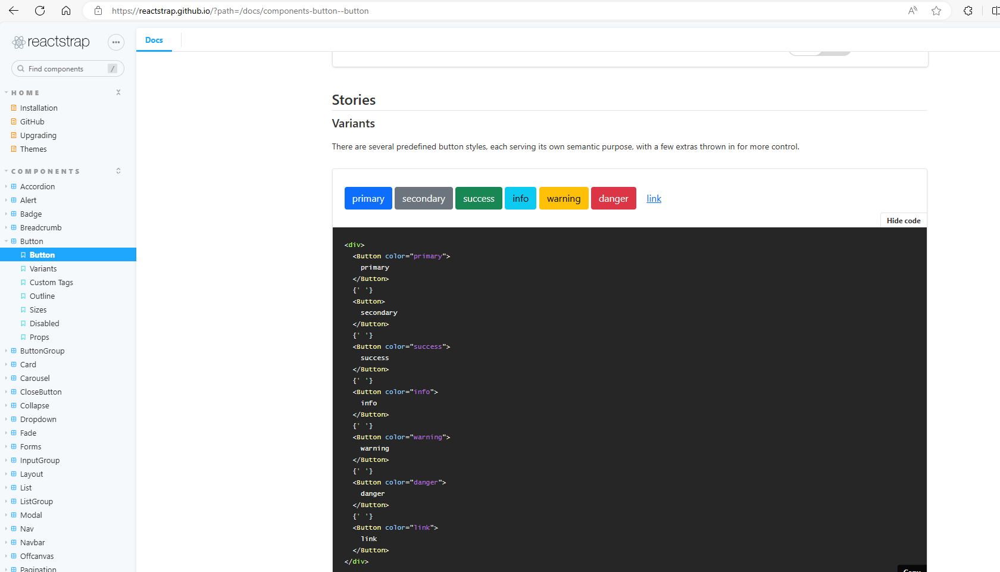 https://reactstrap.github.io/?path=/docs/components-button--button
reactstrap
Find components /
HOME
Installation
GitHub
Upgrading
Themes
COMPONENTS
Accordion
Alert
Badge
Breadcrumb
Button
Button
Variants
Custom Tags
Outline
Sizes
Disabled
Props
ButtonGroup
Card
Carousel
CloseButton
Collapse
Dropdown
Fade
Forms
InputGroup
Layout
List
ListGroup
Modal
Nav
Navbar
Offcanvas
Pagination
Docs
Stories
Variants
There are several predefined button styles, each serving its own semantic purpose, with a few extras thrown in for more control.
primary secondary success info warning danger link
Hide code
<div>
<Button color="primary">
primary
</Button>
{' '}
<Button>
secondary
</Button>
{' '}
<Button color="success">
success
</Button>
{' '}
<Button color="info">
info
</Button>
{' '}
<Button color="warning">
warning
</Button>
{' '}
<Button color="danger">
danger
</Button>
{' '}
<Button color="link">
link
</Button>
</div>
Copy